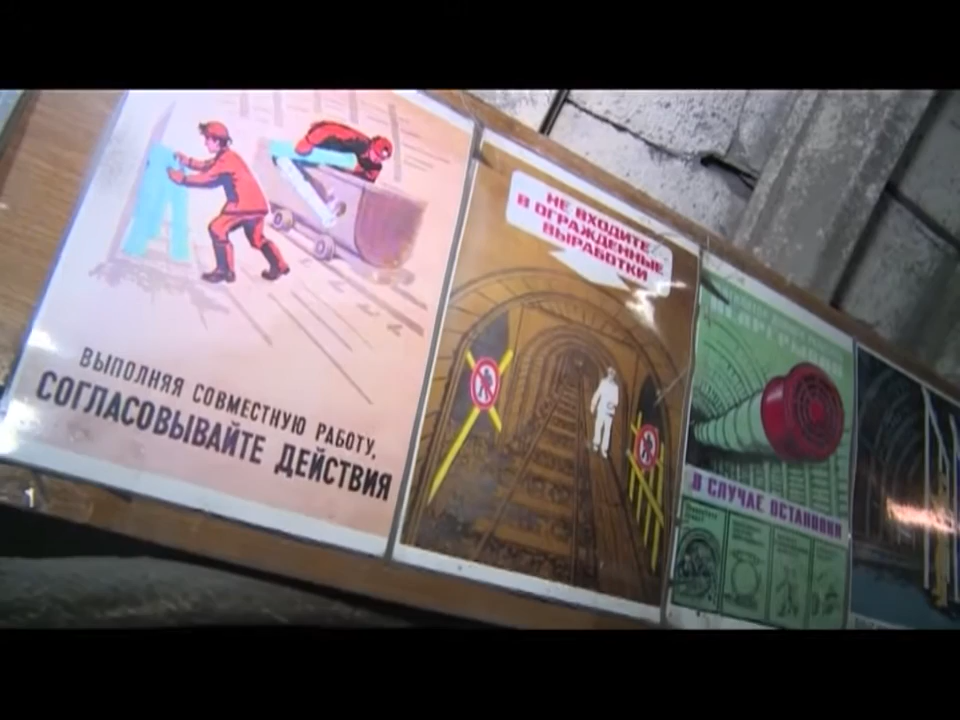 ВЫПОЛНЯЯ СОВМЕСТНУЮ РАБОТУ,
СОГЛАСОВЫВАЙТЕ ДЕЙСТВИЯ
НЕ ВХОДИТЕ
В ОГРАЖДЕННЫЕ
ВЫРАБОТКИ
В СЛУЧАЕ ОСТАНОВКИ